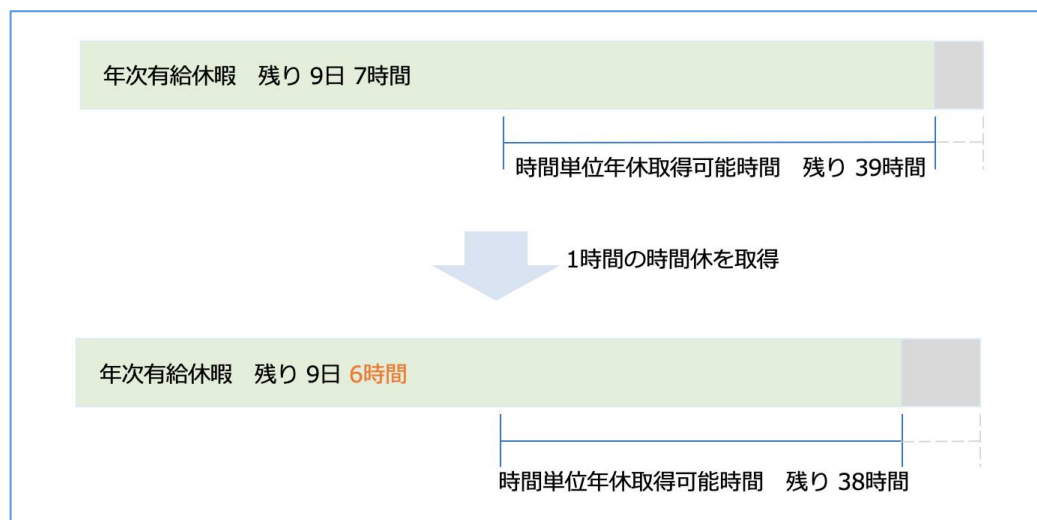 年次有給休暇　残り 9日 7時間
時間単位年休取得可能時間　残り 39時間
1時間の時間休を取得
年次有給休暇　残り 9日 6時間
時間単位年休取得可能時間　残り 38時間